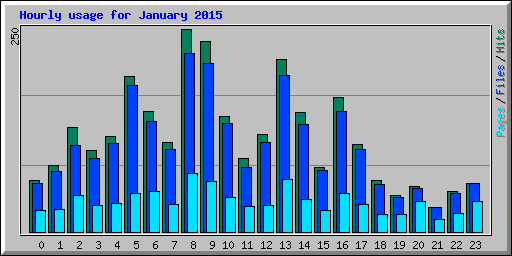 Hourly usage for January 2015
250
Pages / Files / Hits
0 1 2 3 4 5 6 7 8 9 10 11 12 13 14 15 16 17 18 19 20 21 22 23